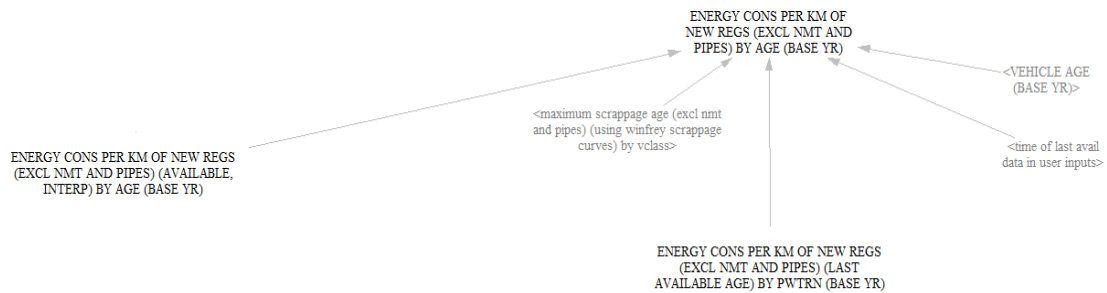 ENERGY CONS PER KM OF
NEW REGS (EXCL NMT AND
PIPES) BY AGE (BASE YR)
<VEHICLE AGE
(BASE YR)>
<maximum scrappage age (excl nmt
and pipes) (using winfrey scrappage
curves) by vclass>
<time of last avail
data in user inputs>
ENERGY CONS PER KM OF NEW REGS
(EXCL NMT AND PIPES) (AVAILABLE,
INTERP) BY AGE (BASE YR)
ENERGY CONS PER KM OF NEW REGS
(EXCL NMT AND PIPES) (LAST
AVAILABLE AGE) BY PWTRN (BASE YR)